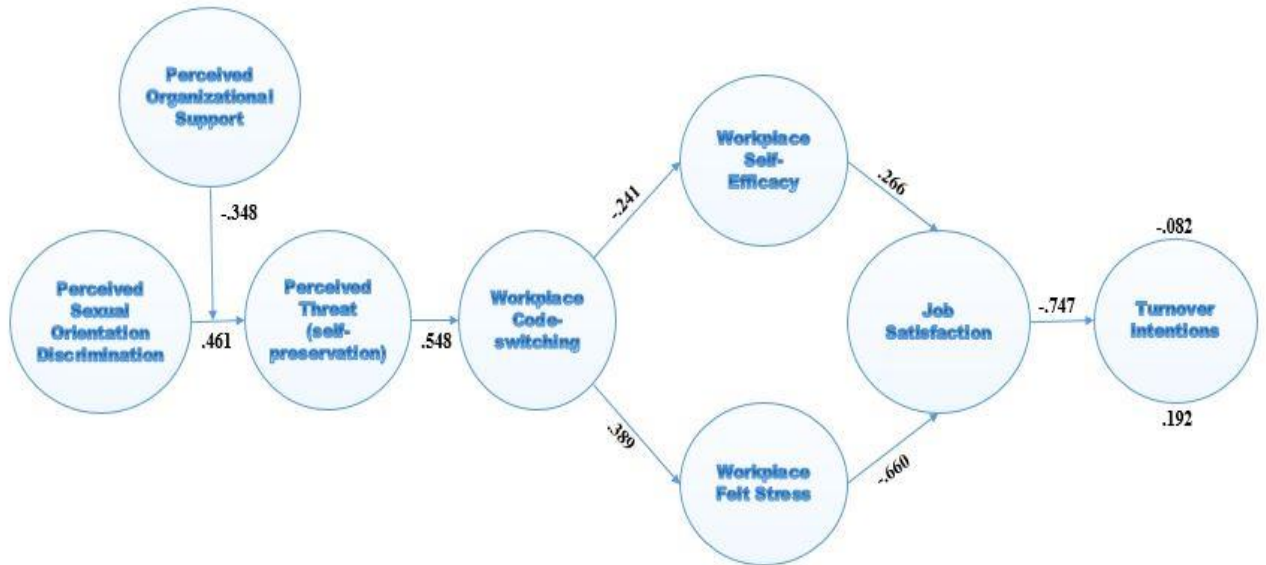 Perceived
Organizational
Support
-.348
Perceived
Sexual
Orientation
Discrimination
.461
Perceived
Threat
(self-
preservation)
.548
Workplace
Code-
switching
-.241
.389
Workplace
Self-
Efficacy
.266
Workplace
Felt Stress
-.660
Job
Satisfaction
-.747
-.082
Turnover
Intentions
.192